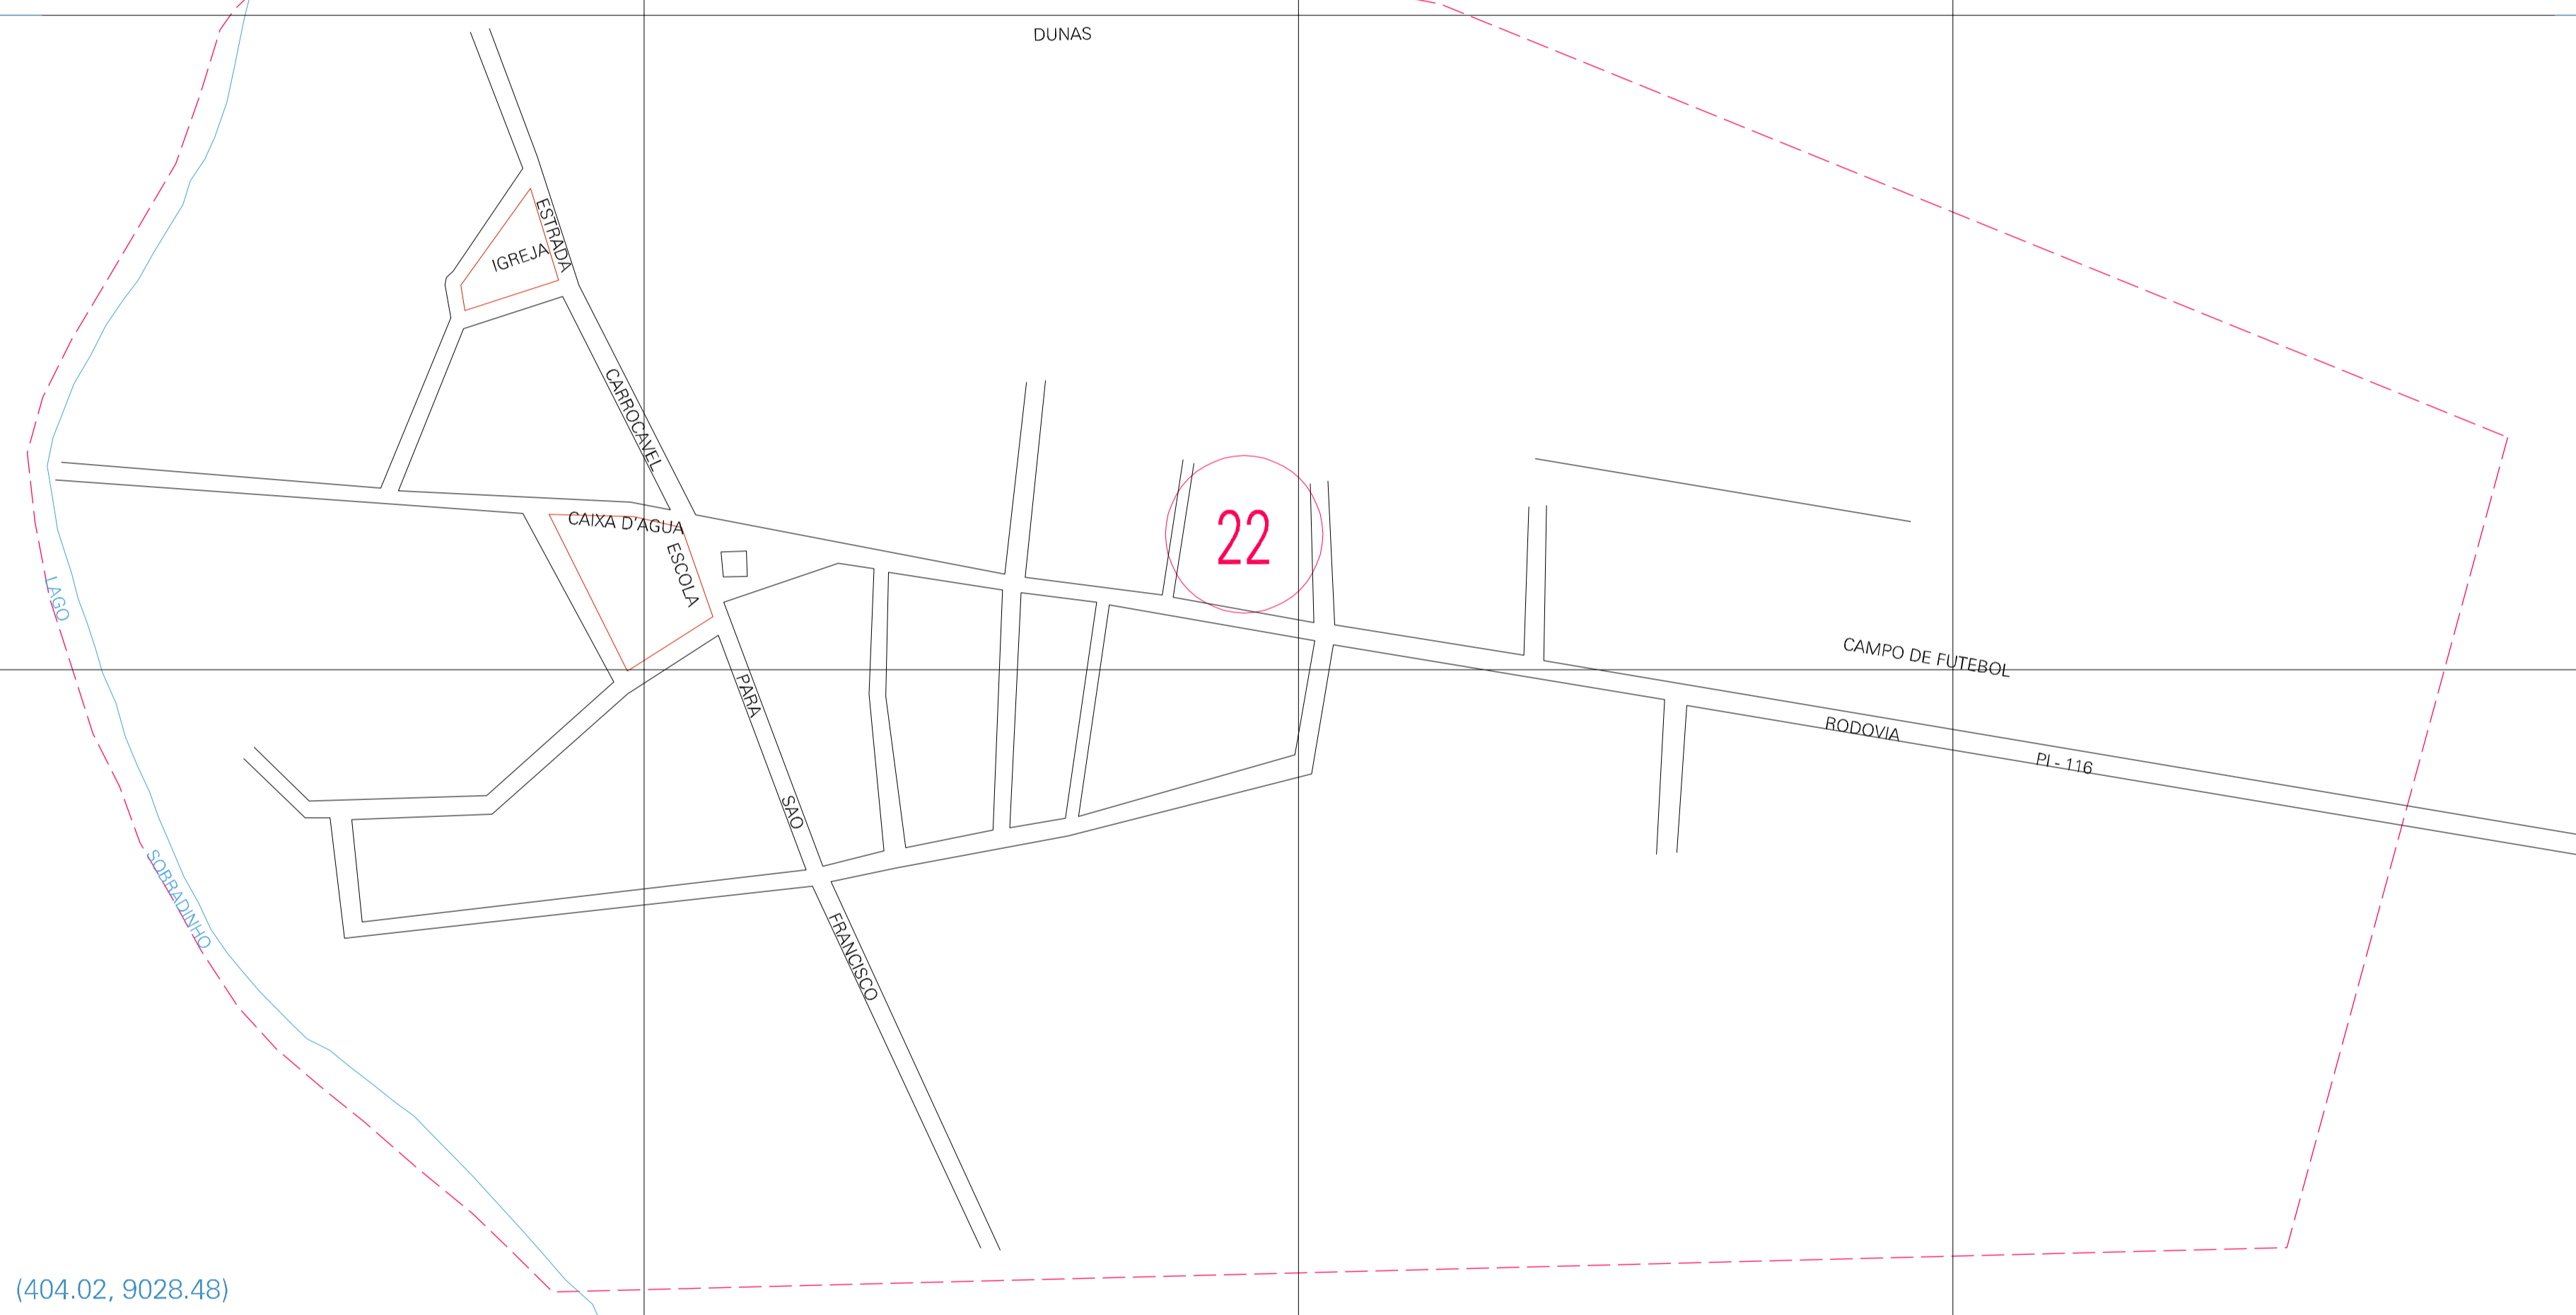 DUNAS
ESTRADA
IGREJA
CARROCAVEL
CAIXA D'AGUA
22
ESCOLA
LAGO
CAMPO DE FUTEBOL
PARA
RODOVIA
PI - 116
SAO
SOBRADINHO
FRANCISCO
(404.02, 9028.48)